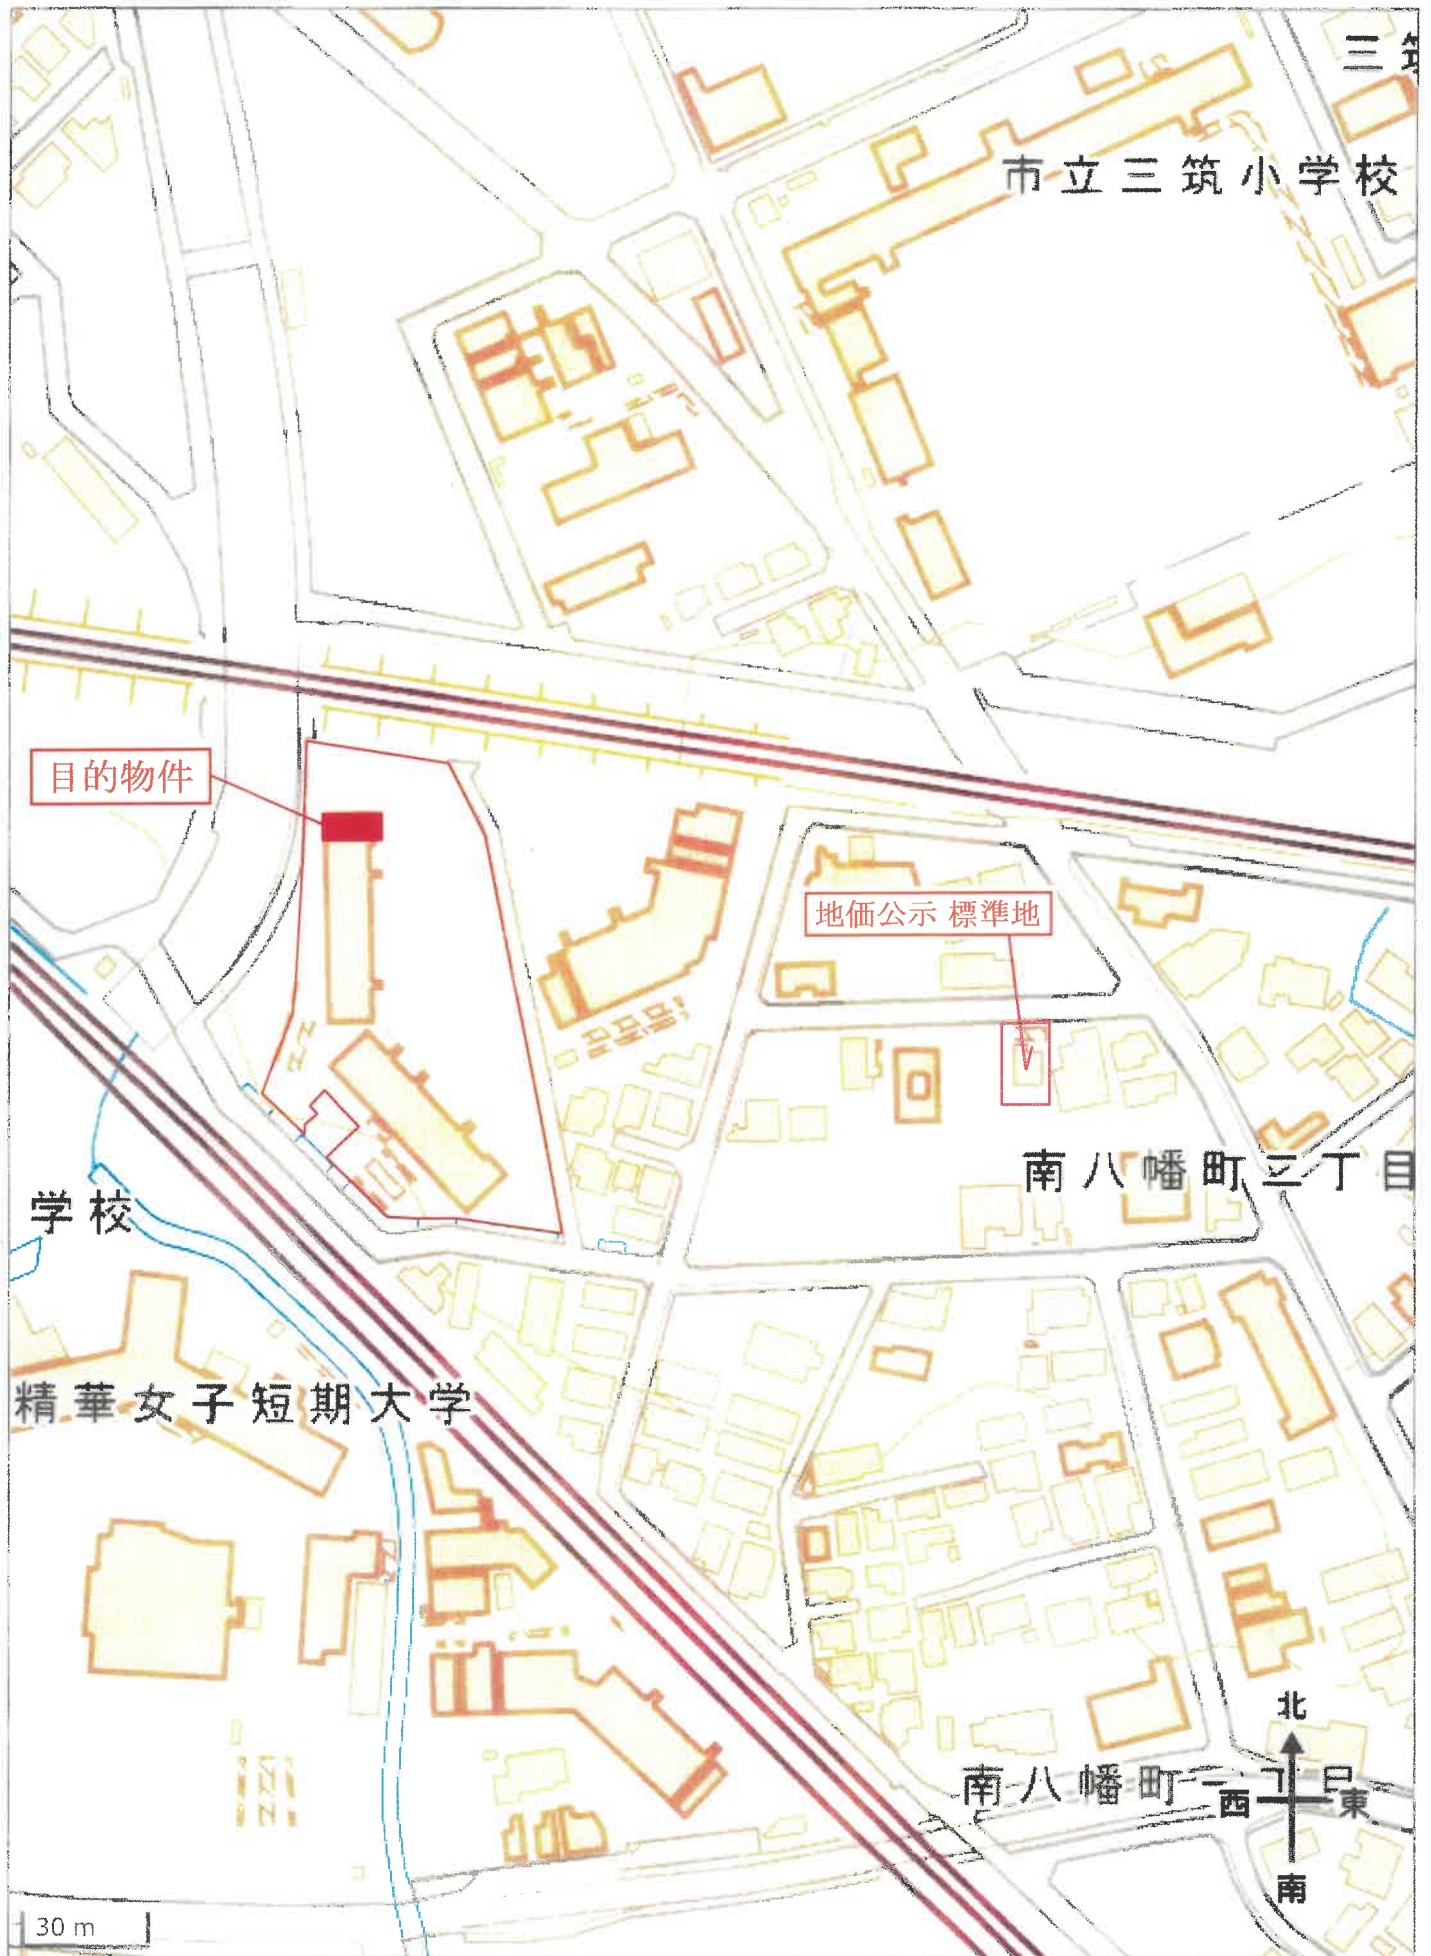 三筑
市立三筑小学校
目的物件
地価公示 標準地
南八幡町二丁目
学校
精華女子短期大学
北
南八幡町一丁目
西
東
南
30 m